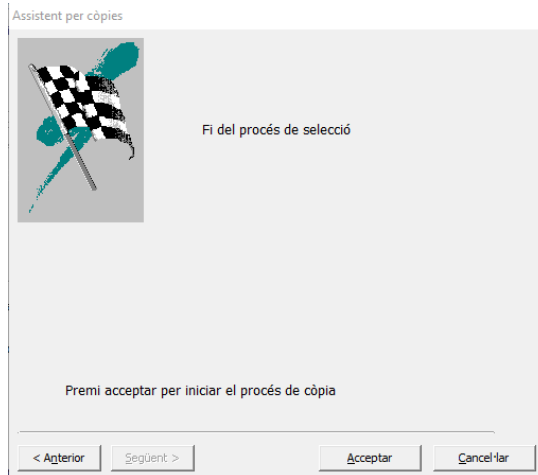 Assistent per còpies
Fi del procés de selecció
Premi acceptar per iniciar el procés de còpia
< Anterior
Següent >
Acceptar
Cancel·lar